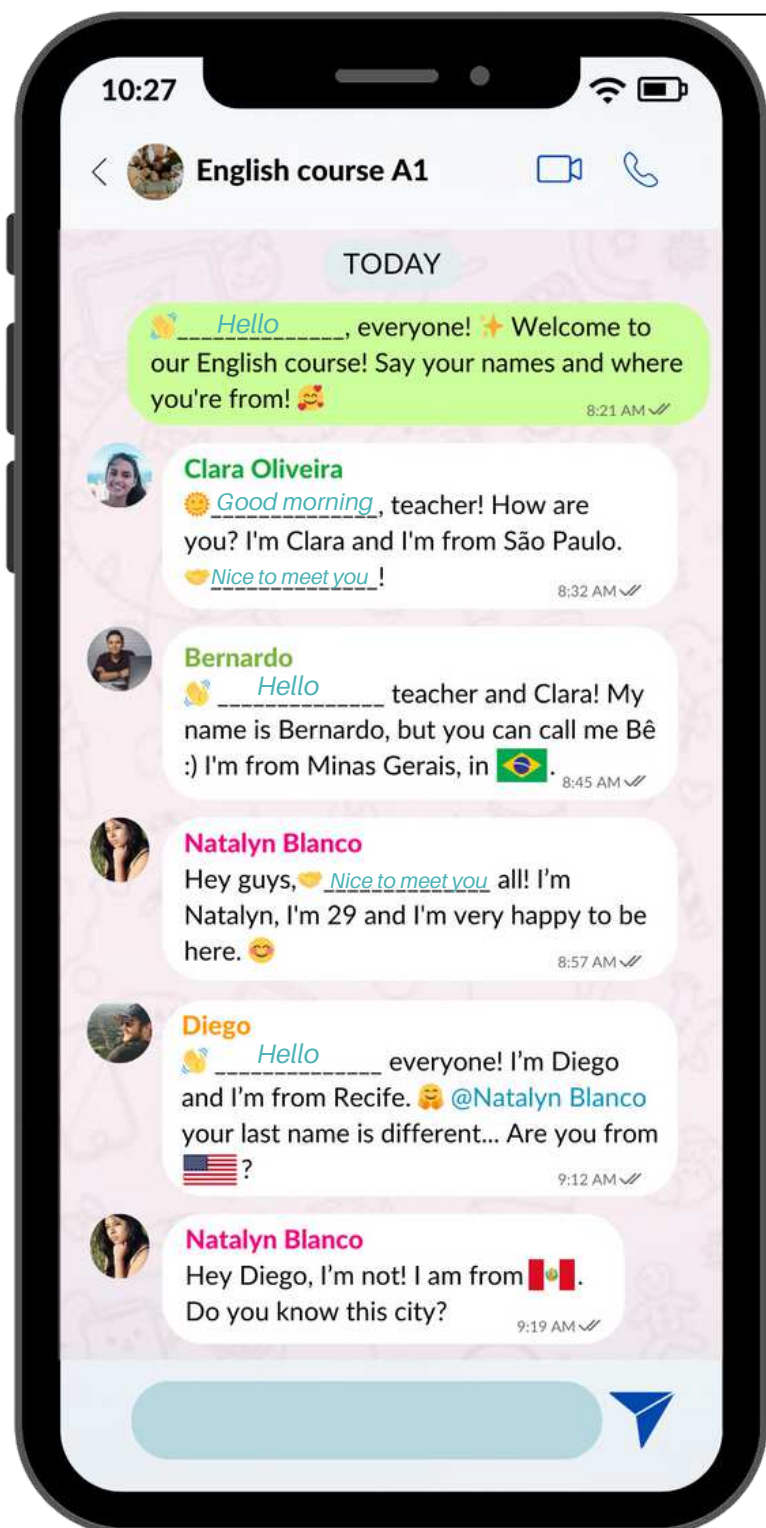 10:27
English course A1
TODAY
👋 Hello, everyone! ✨ Welcome to
our English course! Say your names and where
you're from! 🥰
8:21 AM
Clara Oliveira
🌞 Good morning, teacher! How are
you? I'm Clara and I'm from São Paulo.
🤝 Nice to meet you!
8:32 AM
Bernardo
👋 Hello teacher and Clara! My
name is Bernardo, but you can call me Bê
:) I'm from Minas Gerais, in 🇧🇷.
8:45 AM
Natalyn Blanco
Hey guys, 🤝 Nice to meet you all! I’m
Natalyn, I'm 29 and I'm very happy to be
here. 😊
8:57 AM
Diego
👋 Hello everyone! I’m Diego
and I’m from Recife. 🤗 @Natalyn Blanco
your last name is different... Are you from
🇺🇸?
9:12 AM
Natalyn Blanco
Hey Diego, I’m not! I am from 🇵🇪.
Do you know this city?
9:19 AM